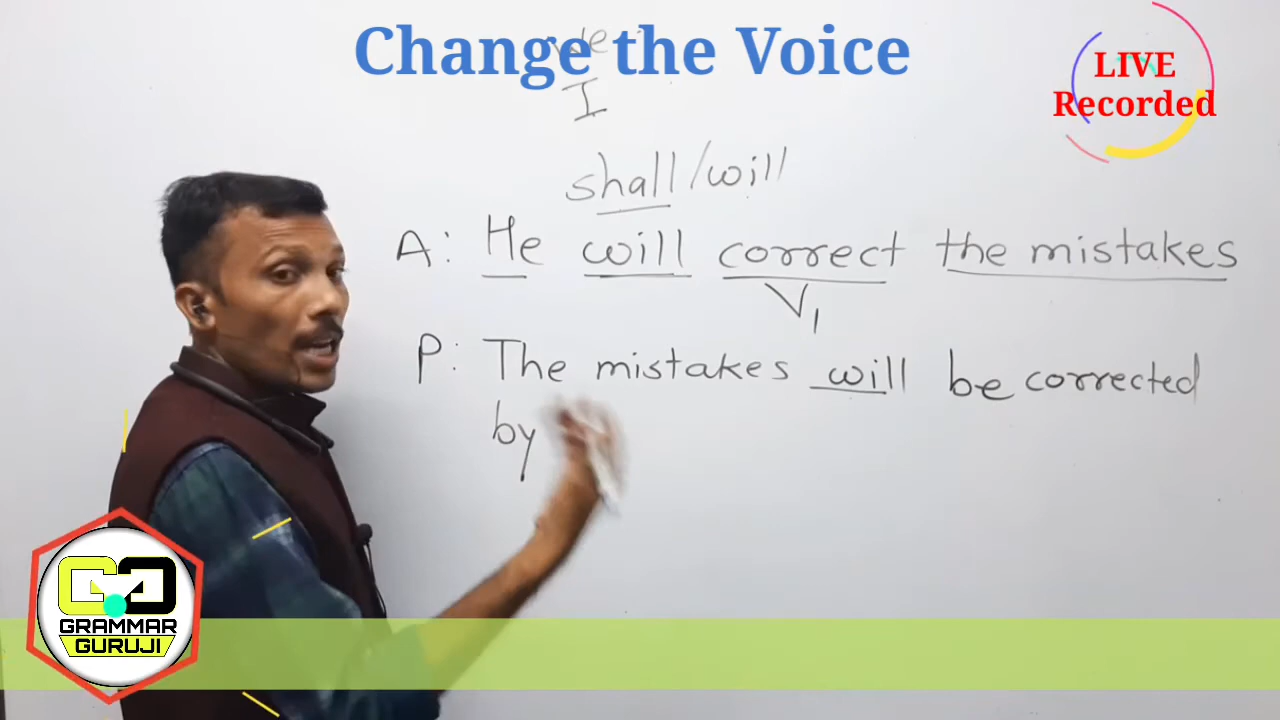 Change the Voice
LIVE
Recorded
We
I
shall/will
A: He will correct the mistakes
V1
P: The mistakes will be corrected
by
GRAMMAR
GURUJI